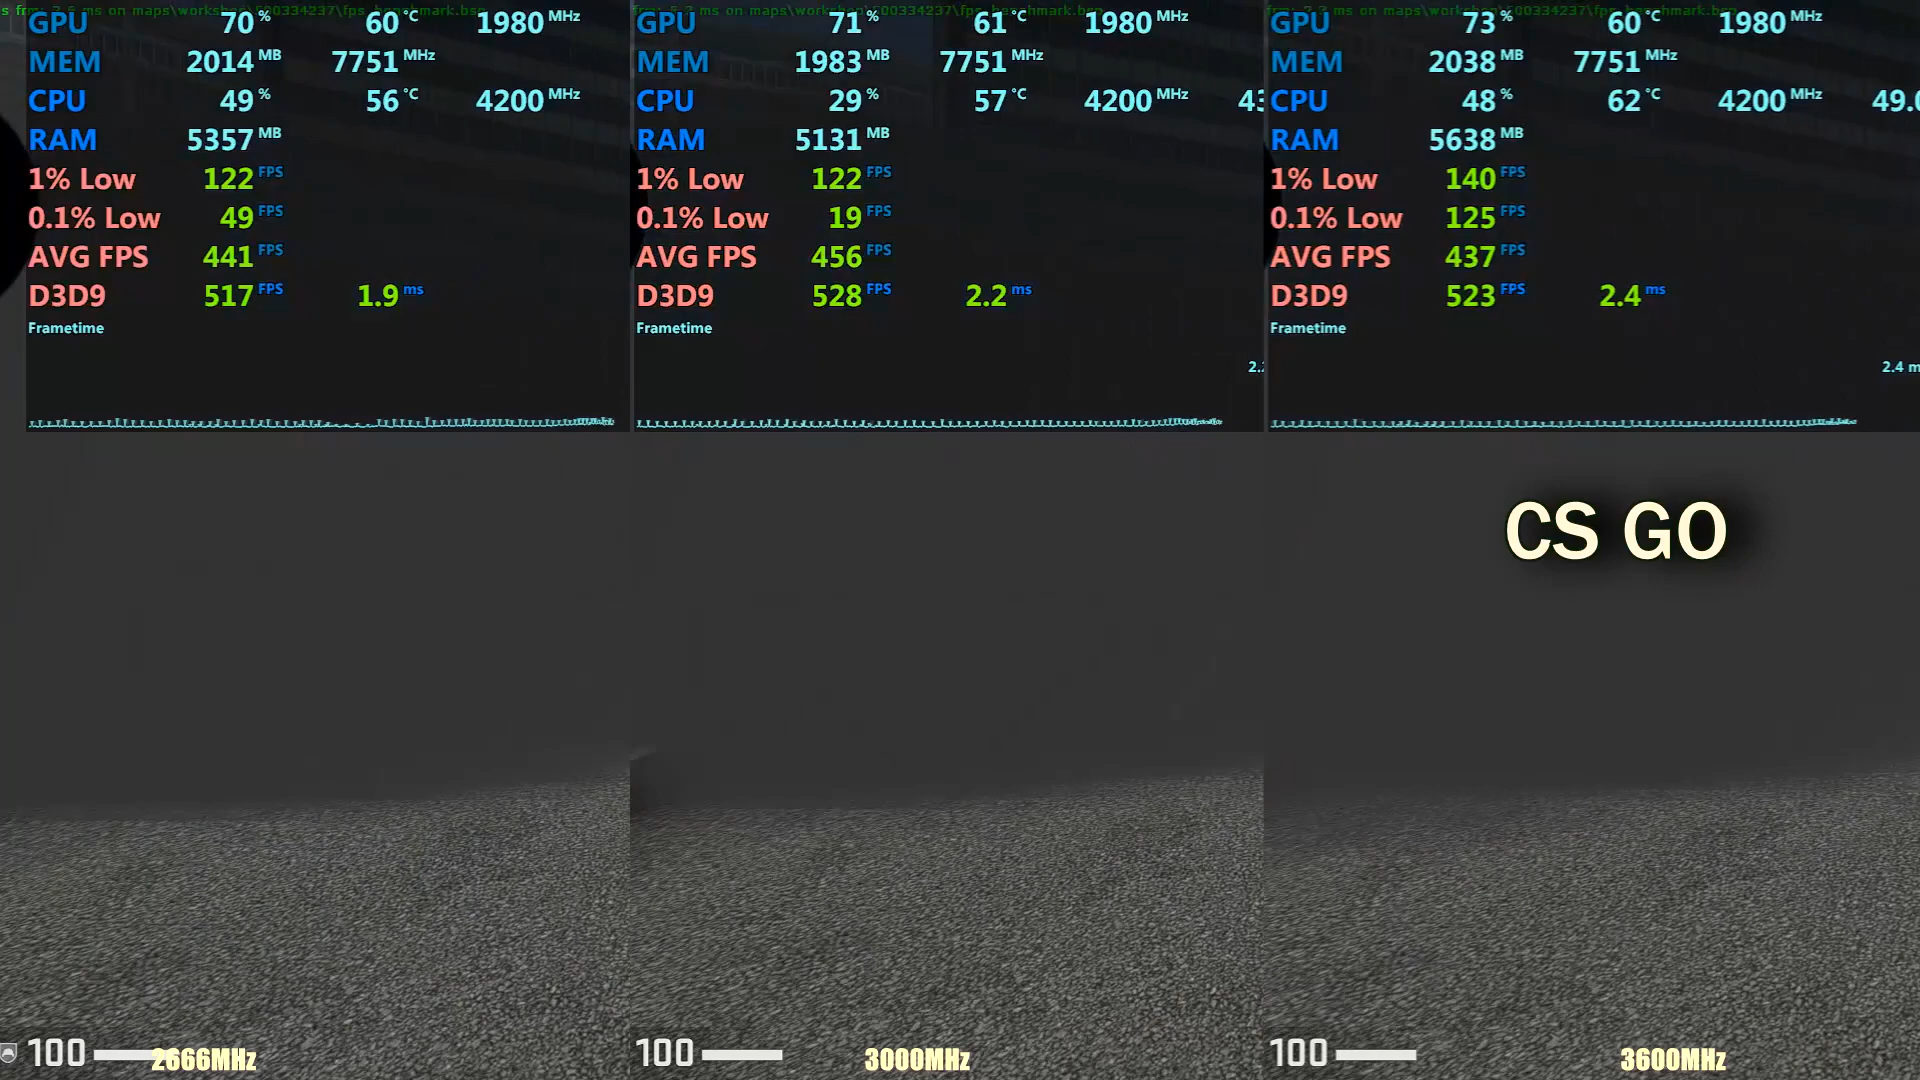 GPU 70 % 60 °C 1980 MHz
MEM 2014 MB 7751 MHz
CPU 49 % 56 °C 4200 MHz
RAM 5357 MB
1% Low 122 FPS
0.1% Low 49 FPS
AVG FPS 441 FPS
D3D9 517 FPS 1.9 ms
Frametime
GPU 71 % 61 °C 1980 MHz
MEM 1983 MB 7751 MHz
CPU 29 % 57 °C 4200 MHz
RAM 5131 MB
1% Low 122 FPS
0.1% Low 19 FPS
AVG FPS 456 FPS
D3D9 528 FPS 2.2 ms
Frametime
GPU 73 % 60 °C 1980 MHz
MEM 2038 MB 7751 MHz
CPU 48 % 62 °C 4200 MHz 49.0
RAM 5638 MB
1% Low 140 FPS
0.1% Low 125 FPS
AVG FPS 437 FPS
D3D9 523 FPS 2.4 ms
Frametime
2.4 m
CS GO
100 2666MHz
100 3000MHz
100 3600MHz